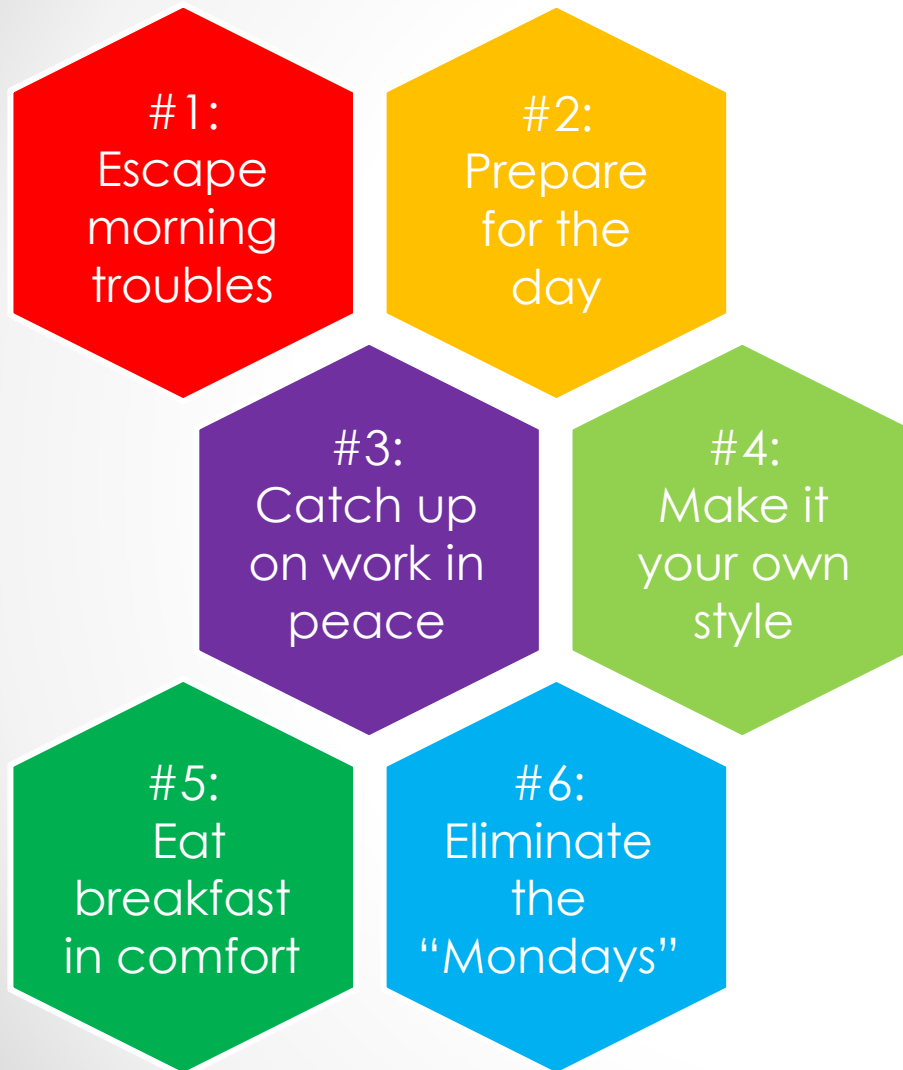 #1:
Escape
morning
troubles
#2:
Prepare
for the
day
#3:
Catch up
on work in
peace
#4:
Make it
your own
style
#5:
Eat
breakfast
in comfort
#6:
Eliminate
the
“Mondays”